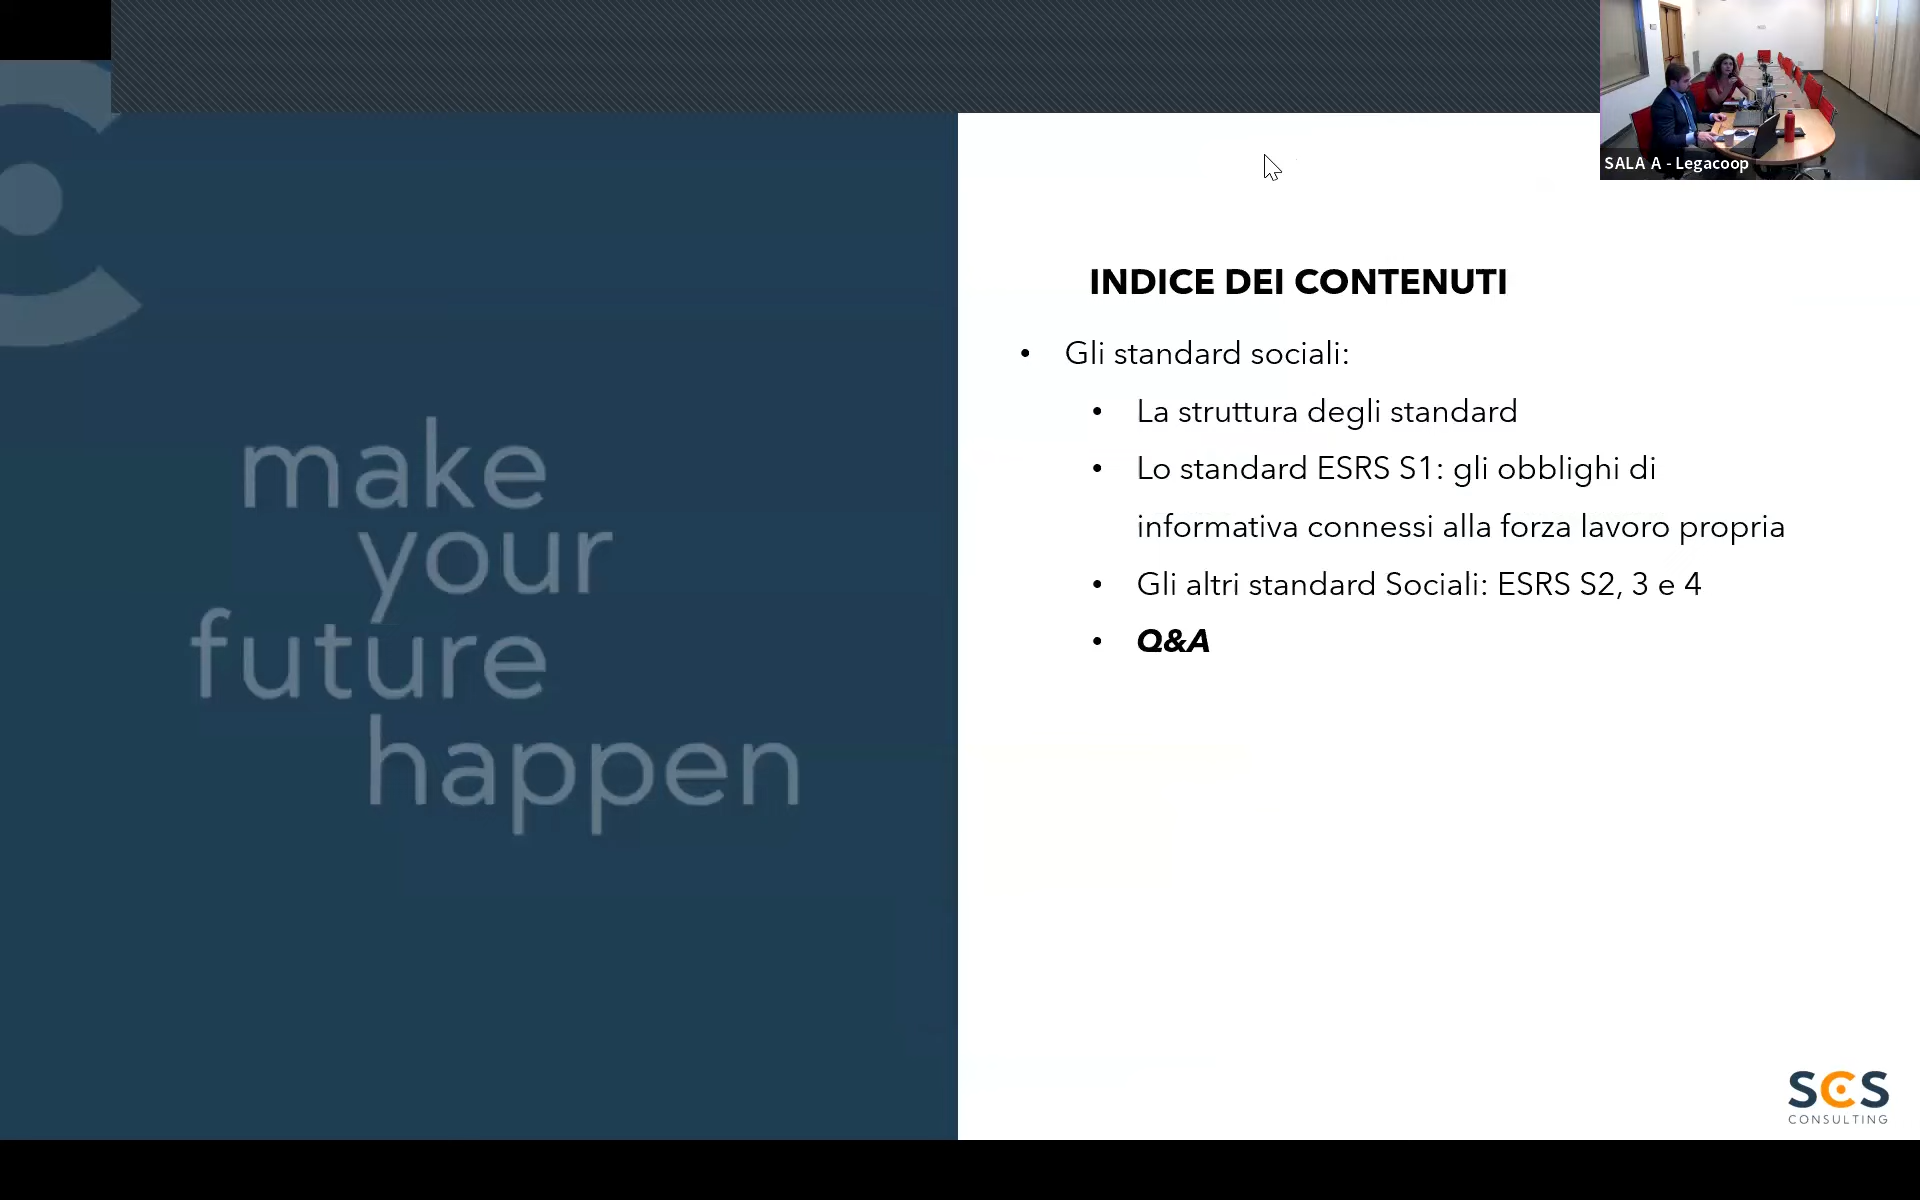 SALA A - Legacoop
make
your
future
happen
INDICE DEI CONTENUTI
• Gli standard sociali:
• La struttura degli standard
• Lo standard ESRS S1: gli obblighi di
informativa connessi alla forza lavoro propria
• Gli altri standard Sociali: ESRS S2, 3 e 4
• Q&A
SCS
CONSULTING